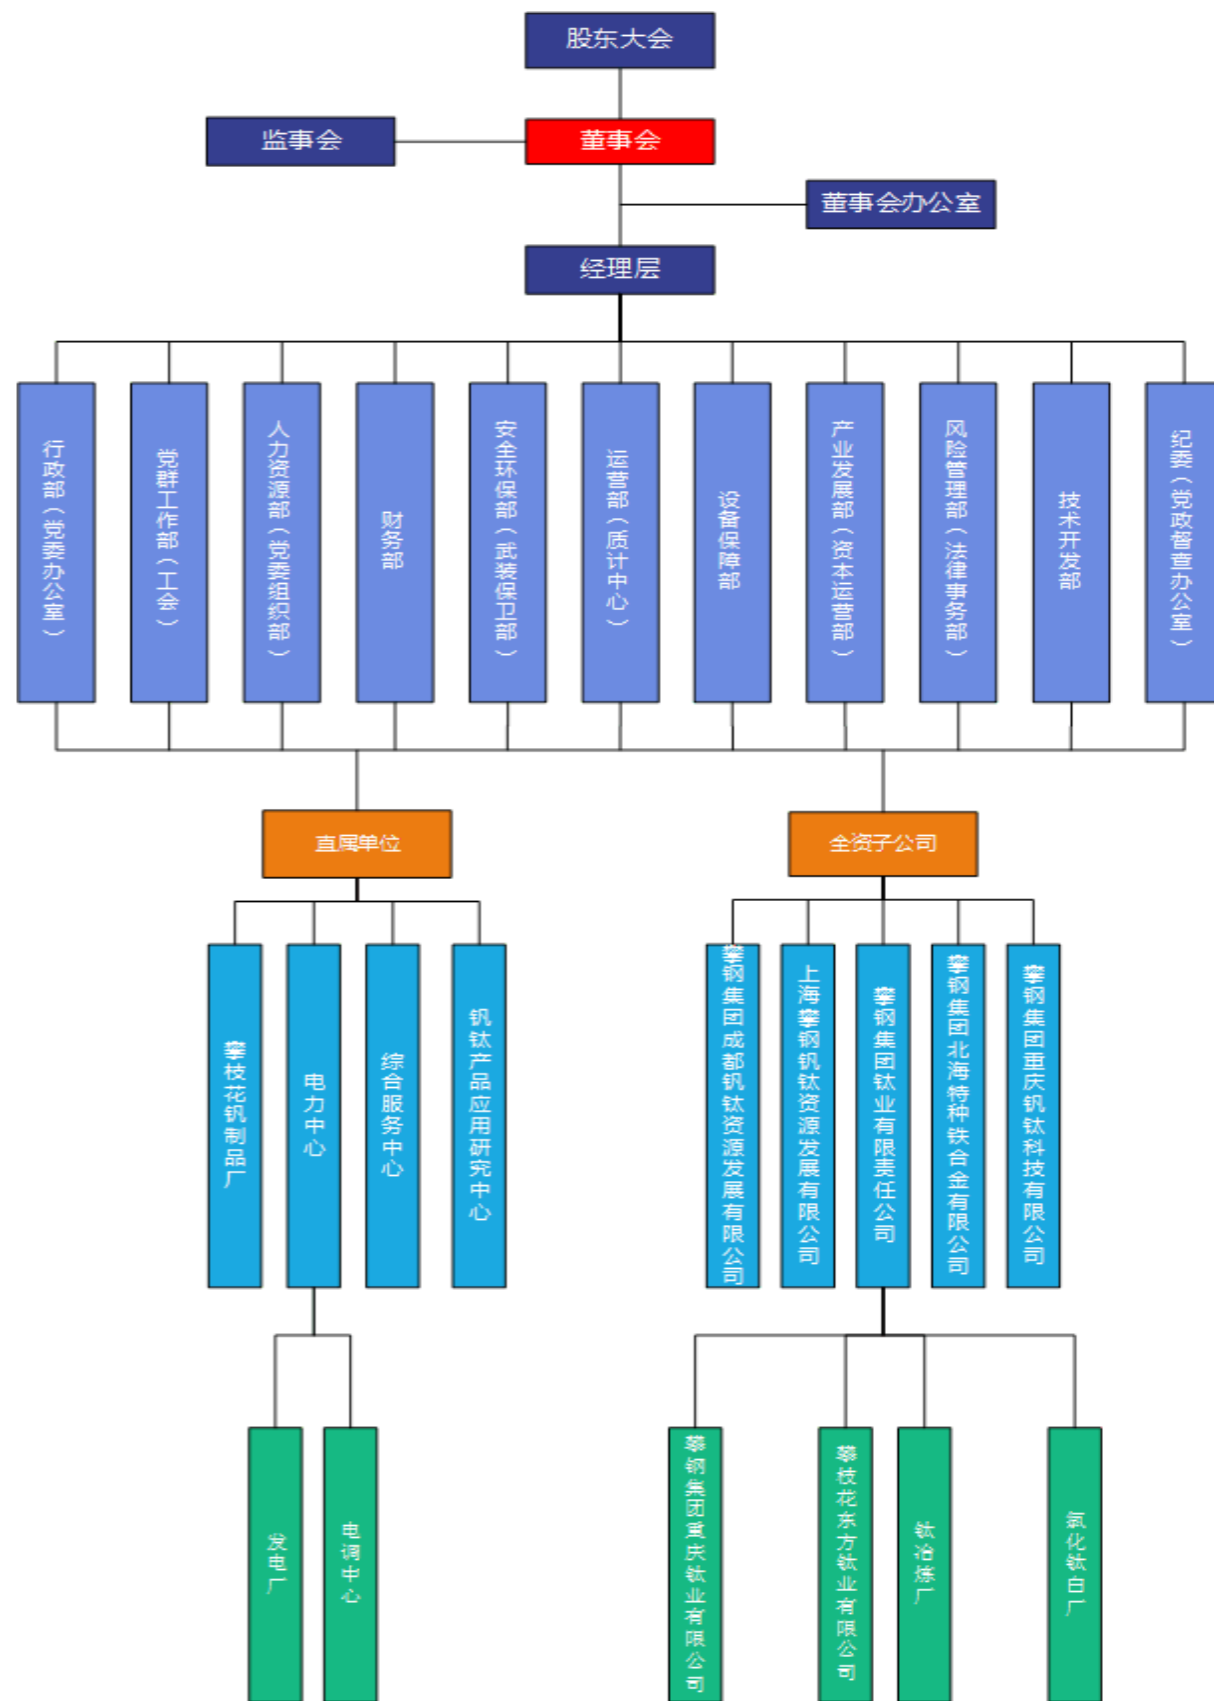 股东大会
监事会
董事会
董事会办公室
经理层
行政部（党委办公室）
党群工作部（工会）
人力资源部（党委组织部）
财务部
安全环保部（武装保卫部）
运营部（质计中心）
设备保障部
产业发展部（资本运营部）
风险管理部（法律事务部）
技术开发部
纪委（党政督查办公室）
直属单位
全资子公司
攀枝花钒制品厂
电力中心
综合服务中心
钒钛产品应用研究中心
攀钢集团成都钒钛资源发展有限公司
上海攀钢钒钛资源发展有限公司
攀钢集团钛业有限责任公司
攀钢集团北海特种铁合金有限公司
攀钢集团重庆钒钛科技有限公司
发电厂
电调中心
攀钢集团重庆钛业有限公司
攀枝花东方钛业有限公司
钛冶炼厂
氯化钛白厂